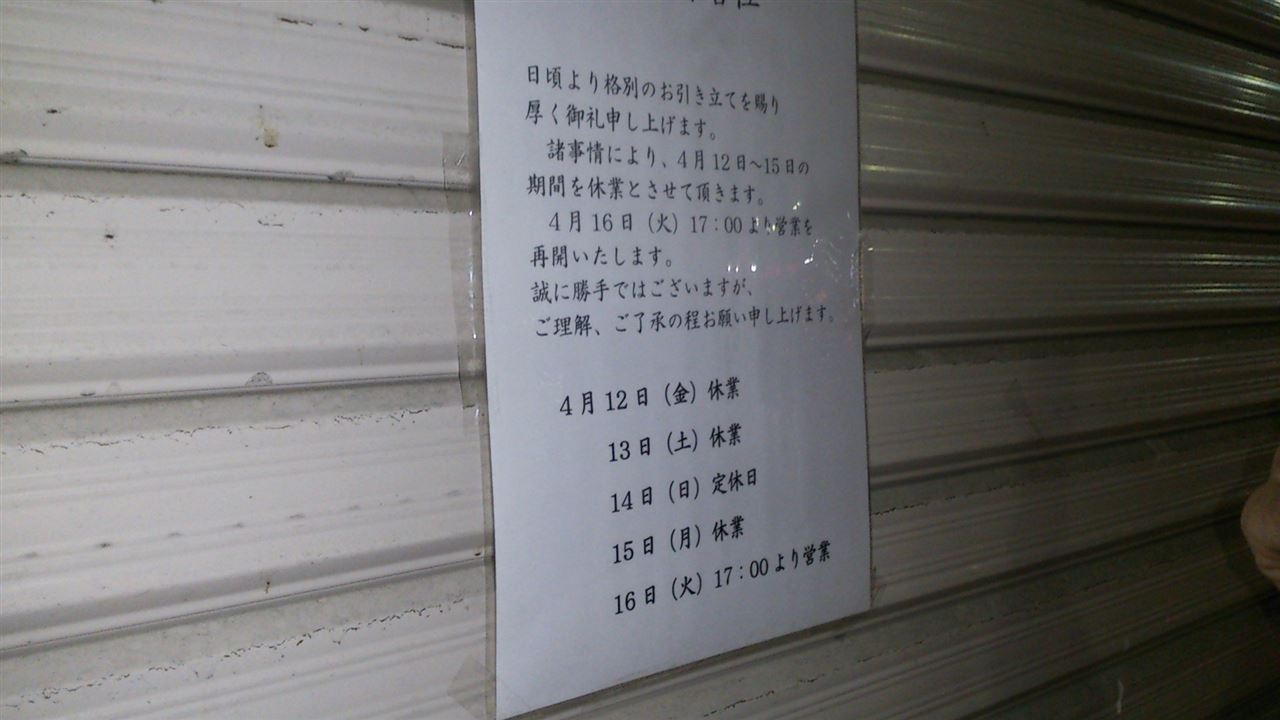 日頃より格別のお引き立てを賜り
厚く御礼申し上げます。
諸事情により、4月12日～15日の
期間を休業とさせて頂きます。
4月16日（火）17：00より営業を
再開いたします。
誠に勝手ではございますが、
ご理解、ご了承の程お願い申し上げます。
4月12日（金）休業
13日（土）休業
14日（日）定休日
15日（月）休業
16日（火）17：00より営業